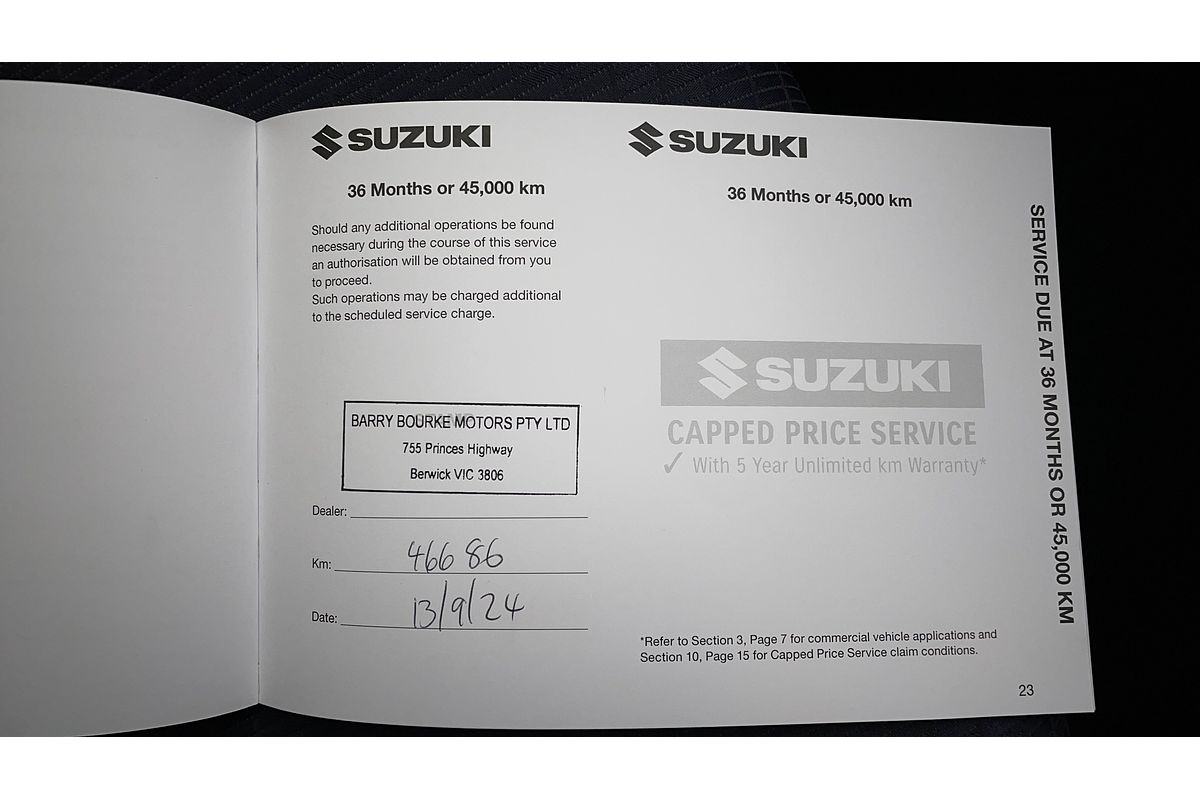 SUZUKI
36 Months or 45,000 km
Should any additional operations be found
necessary during the course of this service
an authorisation will be obtained from you
to proceed.
Such operations may be charged additional
to the scheduled service charge.
BARRY BOURKE MOTORS PTY LTD
755 Princes Highway
Berwick VIC 3806
Dealer:
Km: 466 86
Date: 13/9/24
SUZUKI
36 Months or 45,000 km
SUZUKI
CAPPED PRICE SERVICE
✓ With 5 Year Unlimited km Warranty*
*Refer to Section 3, Page 7 for commercial vehicle applications and
Section 10, Page 15 for Capped Price Service claim conditions.
23
SERVICE DUE AT 36 MONTHS OR 45,000 KM